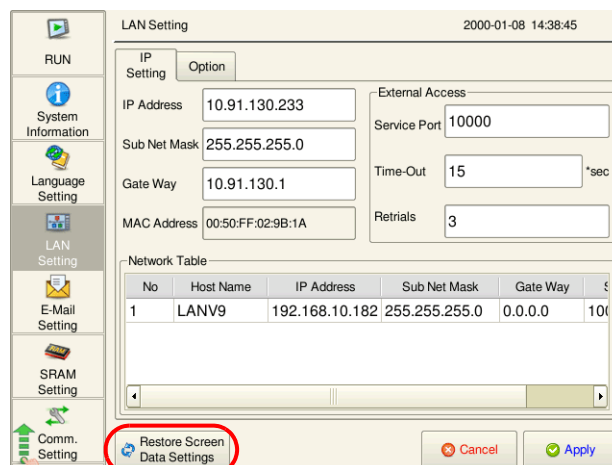 LAN Setting
2000-01-08 14:38:45
RUN
System
Information
Language
Setting
LAN
Setting
E-Mail
Setting
SRAM
Setting
Comm.
Setting
IP
Setting
Option
IP Address
10.91.130.233
Sub Net Mask
255.255.255.0
Gate Way
10.91.130.1
MAC Address
00:50:FF:02:9B:1A
External Access
Service Port
10000
Time-Out
15
*sec
Retrials
3
Network Table
No Host Name IP Address Sub Net Mask Gate Way S
1 LANV9 192.168.10.182 255.255.255.0 0.0.0.0 100
Restore Screen
Data Settings
Cancel
Apply